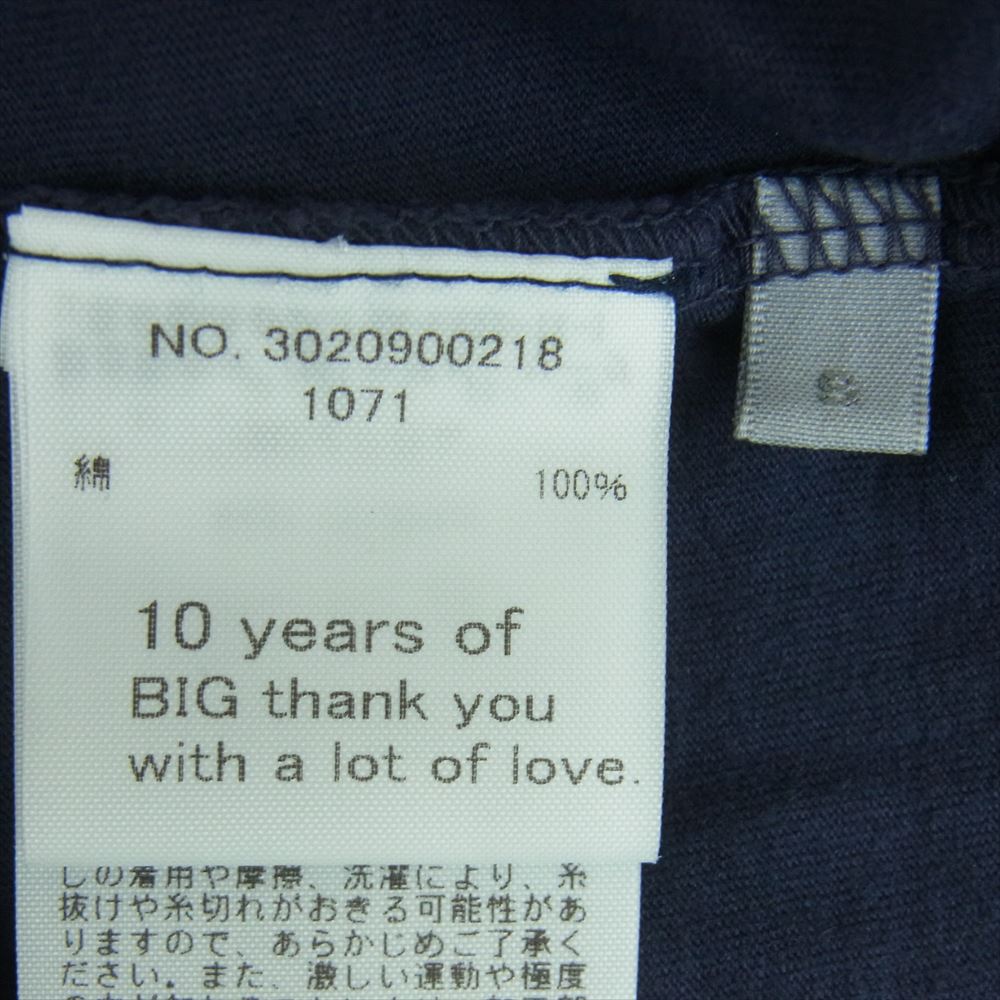 NO. 3020900218
1071
綿 100%
10 years of
BIG thank you
with a lot of love.
しの着用や摩擦、洗濯により、糸
抜けや糸切れがおきる可能性があ
りますので、あらかじめご了承く
ださい。また、激しい運動や極度